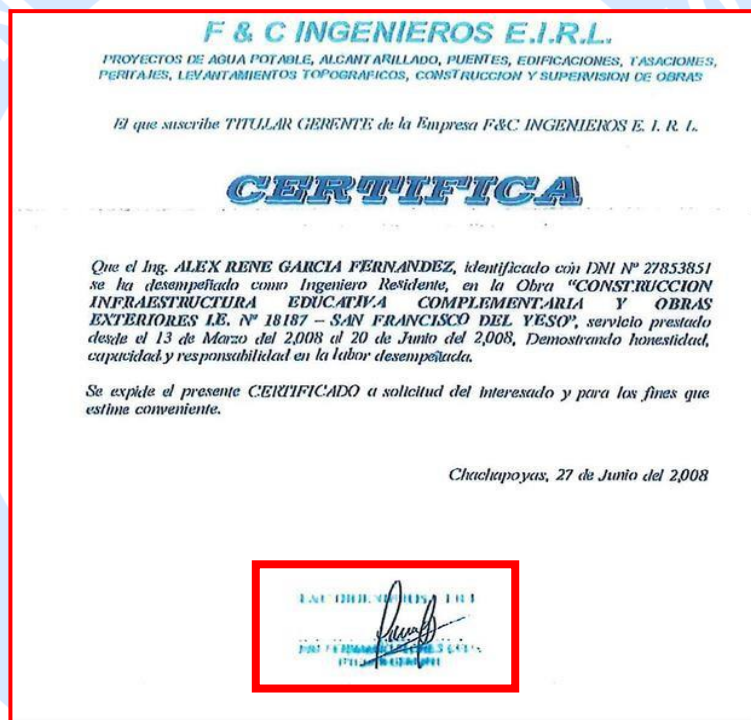 F & C INGENIEROS E.I.R.L.
PROYECTOS DE AGUA POTABLE, ALCANTARILLADO, PUENTES, EDIFICACIONES, TASACIONES,
PERITAJES, LEVANTAMIENTOS TOPOGRAFICOS, CONSTRUCCION Y SUPERVISION DE OBRAS
El que suscribe TITULAR GERENTE de la Empresa F&C INGENIEROS E. I. R. L.
CERTIFICA
Que el Ing. ALEX RENE GARCIA FERNANDEZ, identificado con DNI Nº 27853851
se ha desempeñado como Ingeniero Residente, en la Obra “CONSTRUCCION
INFRAESTRUCTURA EDUCATIVA COMPLEMENTARIA Y OBRAS
EXTERIORES I.E. Nº 18187 – SAN FRANCISCO DEL YESO”, servicio prestado
desde el 13 de Marzo del 2,008 al 20 de Junio del 2,008, Demostrando honestidad,
capacidad y responsabilidad en la labor desempeñada.
Se expide el presente CERTIFICADO a solicitud del interesado y para los fines que
estime conveniente.
Chachapoyas, 27 de Junio del 2,008